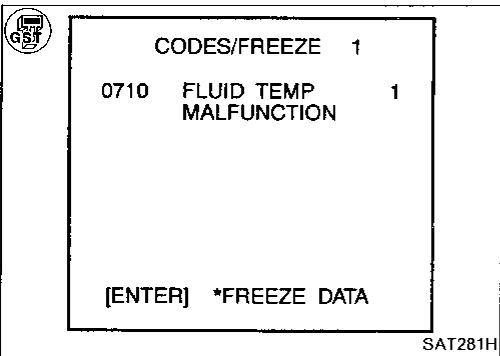 GST
CODES/FREEZE 1
0710 FLUID TEMP 1
MALFUNCTION
[ENTER] *FREEZE DATA
SAT281H